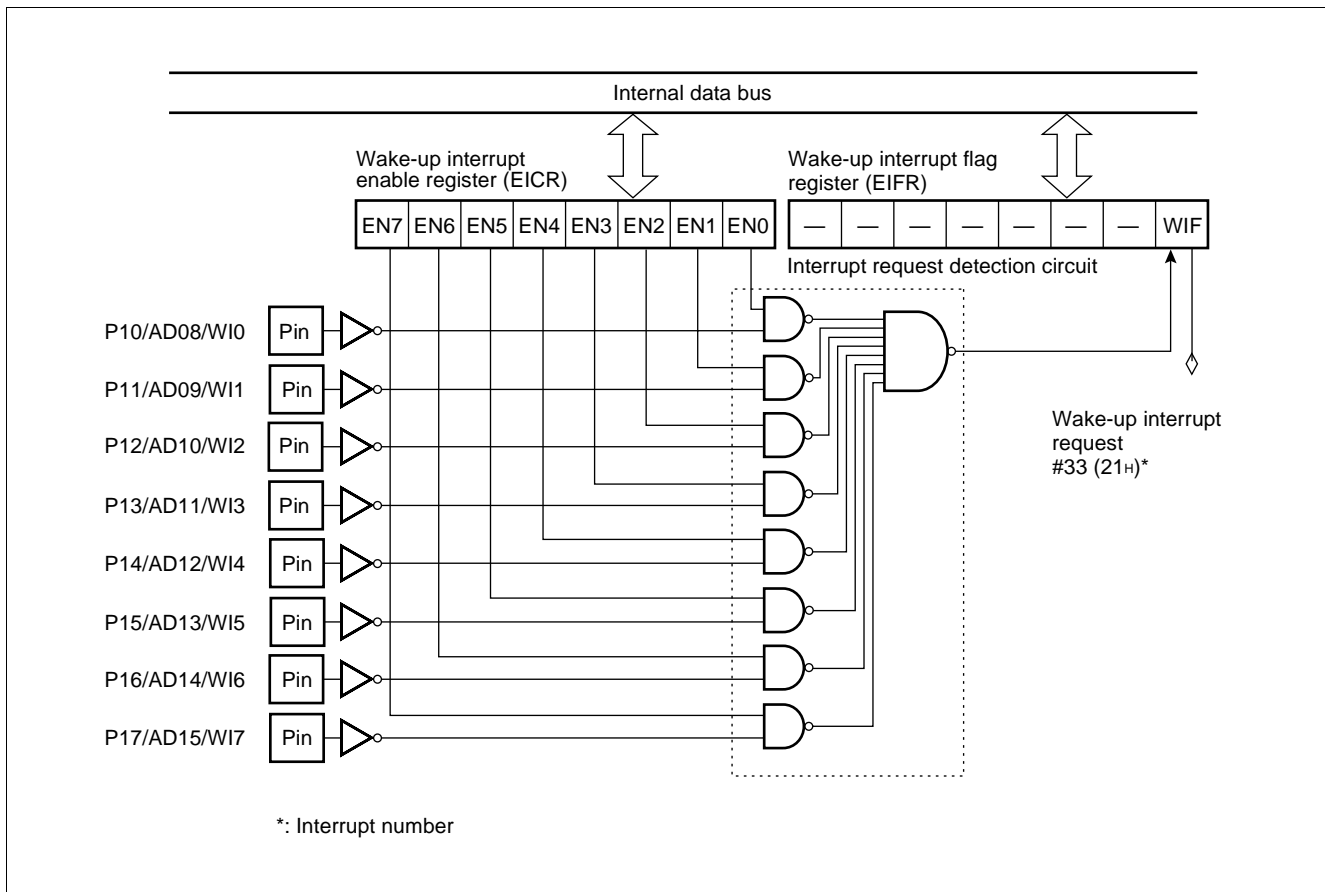 Internal data bus
Wake-up interrupt
enable register (EICR)
Wake-up interrupt flag
register (EIFR)
EN7 EN6 EN5 EN4 EN3 EN2 EN1 EN0
— — — — — — — WIF
Interrupt request detection circuit
P10/AD08/WI0 Pin
P11/AD09/WI1 Pin
P12/AD10/WI2 Pin
P13/AD11/WI3 Pin
P14/AD12/WI4 Pin
P15/AD13/WI5 Pin
P16/AD14/WI6 Pin
P17/AD15/WI7 Pin
Wake-up interrupt
request
#33 (21H)*
*: Interrupt number